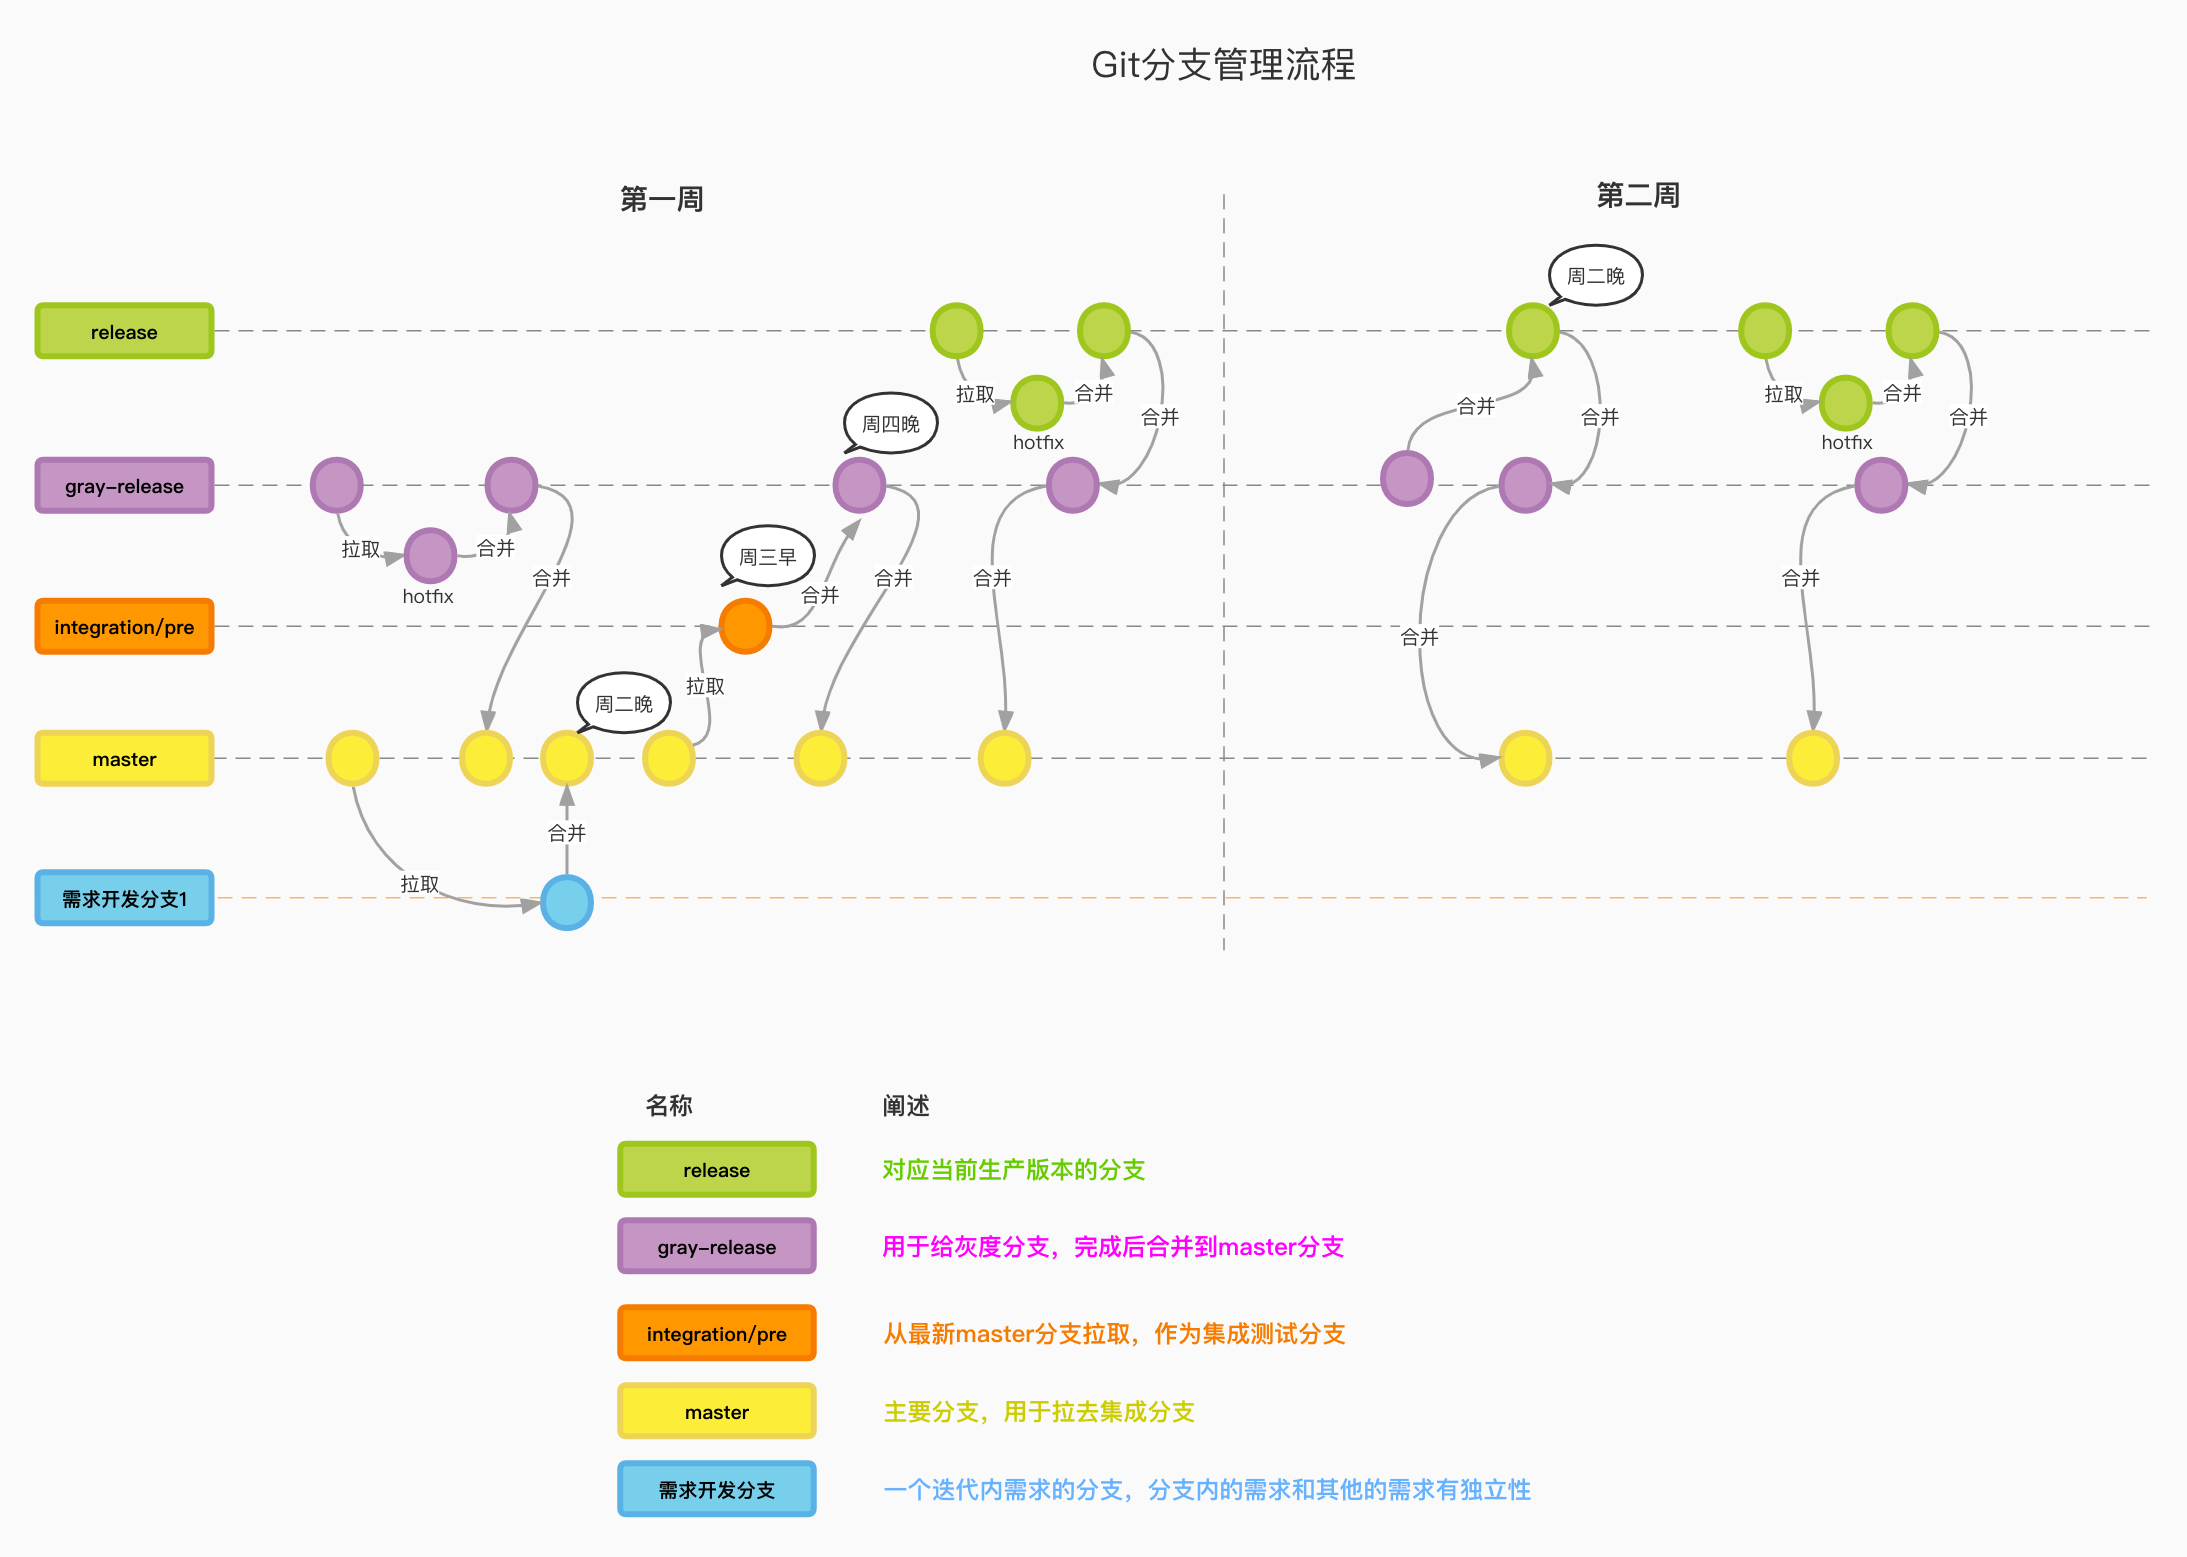 Git分支管理流程
第一周
第二周
周二晚
release
拉取
合并
hotfix
合并
合并
合并
拉取
合并
hotfix
合并
周四晚
gray-release
拉取
合并
hotfix
合并
周三早
合并
合并
合并
合并
integration/pre
合并
拉取
周二晚
master
合并
拉取
需求开发分支1
名称
阐述
release
对应当前生产版本的分支
gray-release
用于给灰度分支，完成后合并到master分支
integration/pre
从最新master分支拉取，作为集成测试分支
master
主要分支，用于拉去集成分支
需求开发分支
一个迭代内需求的分支，分支内的需求和其他的需求有独立性